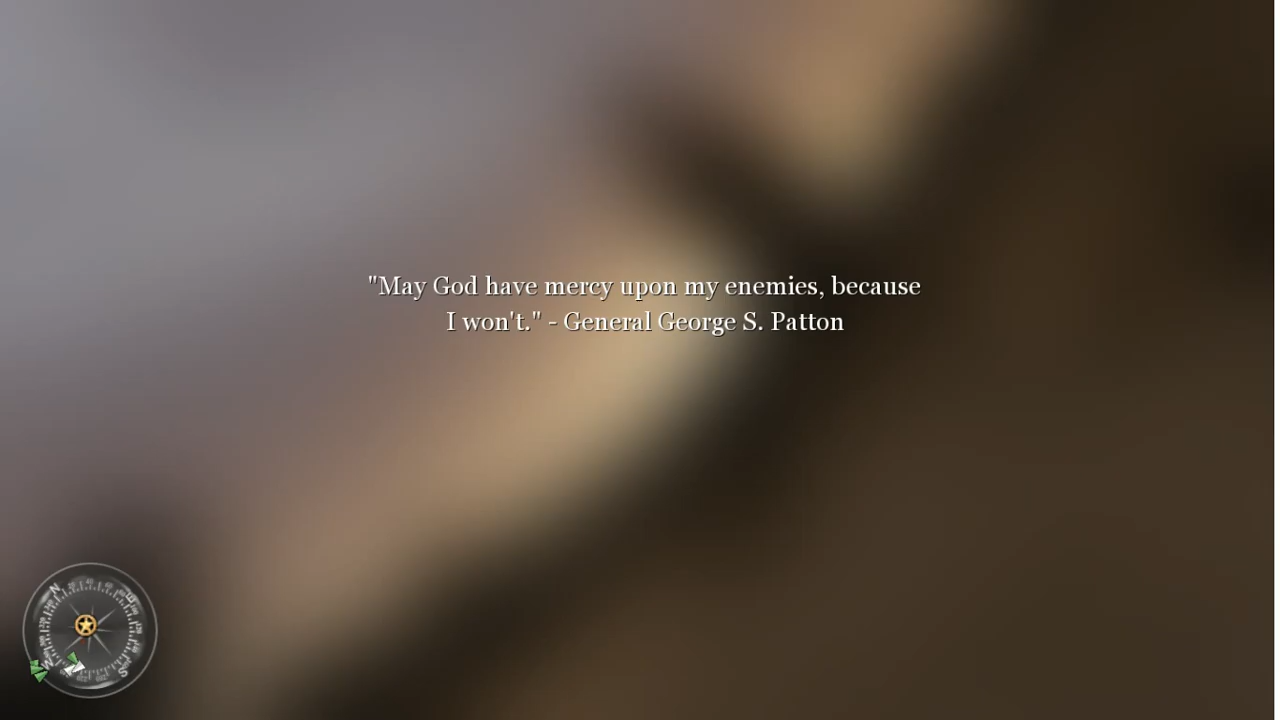 "May God have mercy upon my enemies, because
I won't." - General George S. Patton
N
S